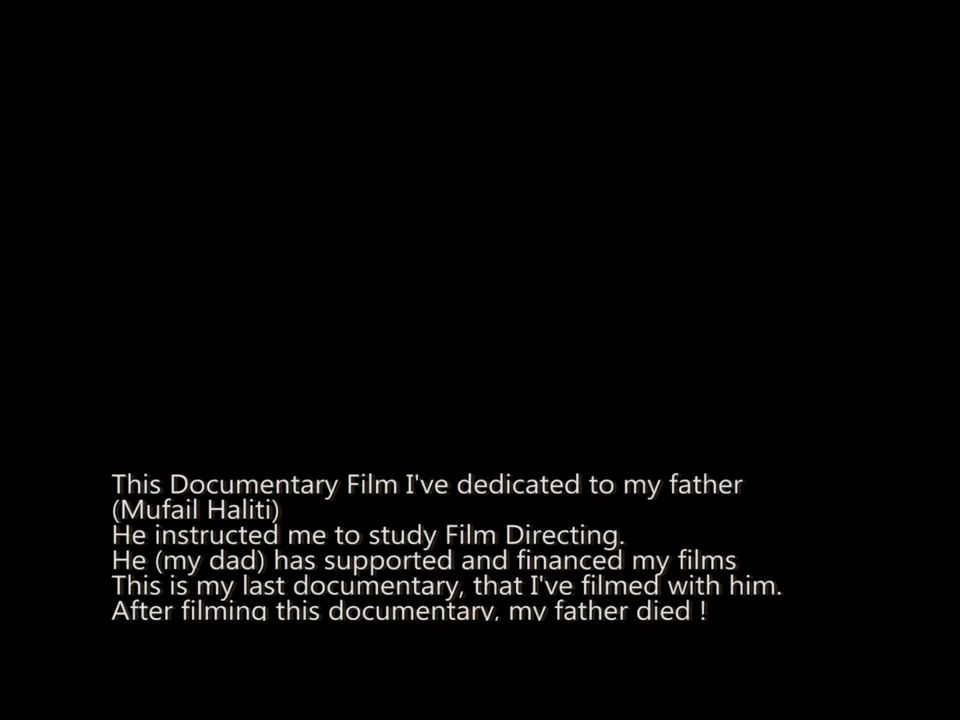 This Documentary Film I've dedicated to my father
(Mufail Haliti)
He instructed me to study Film Directing.
He (my dad) has supported and financed my films
This is my last documentary, that I've filmed with him.
After filming this documentary, my father died !